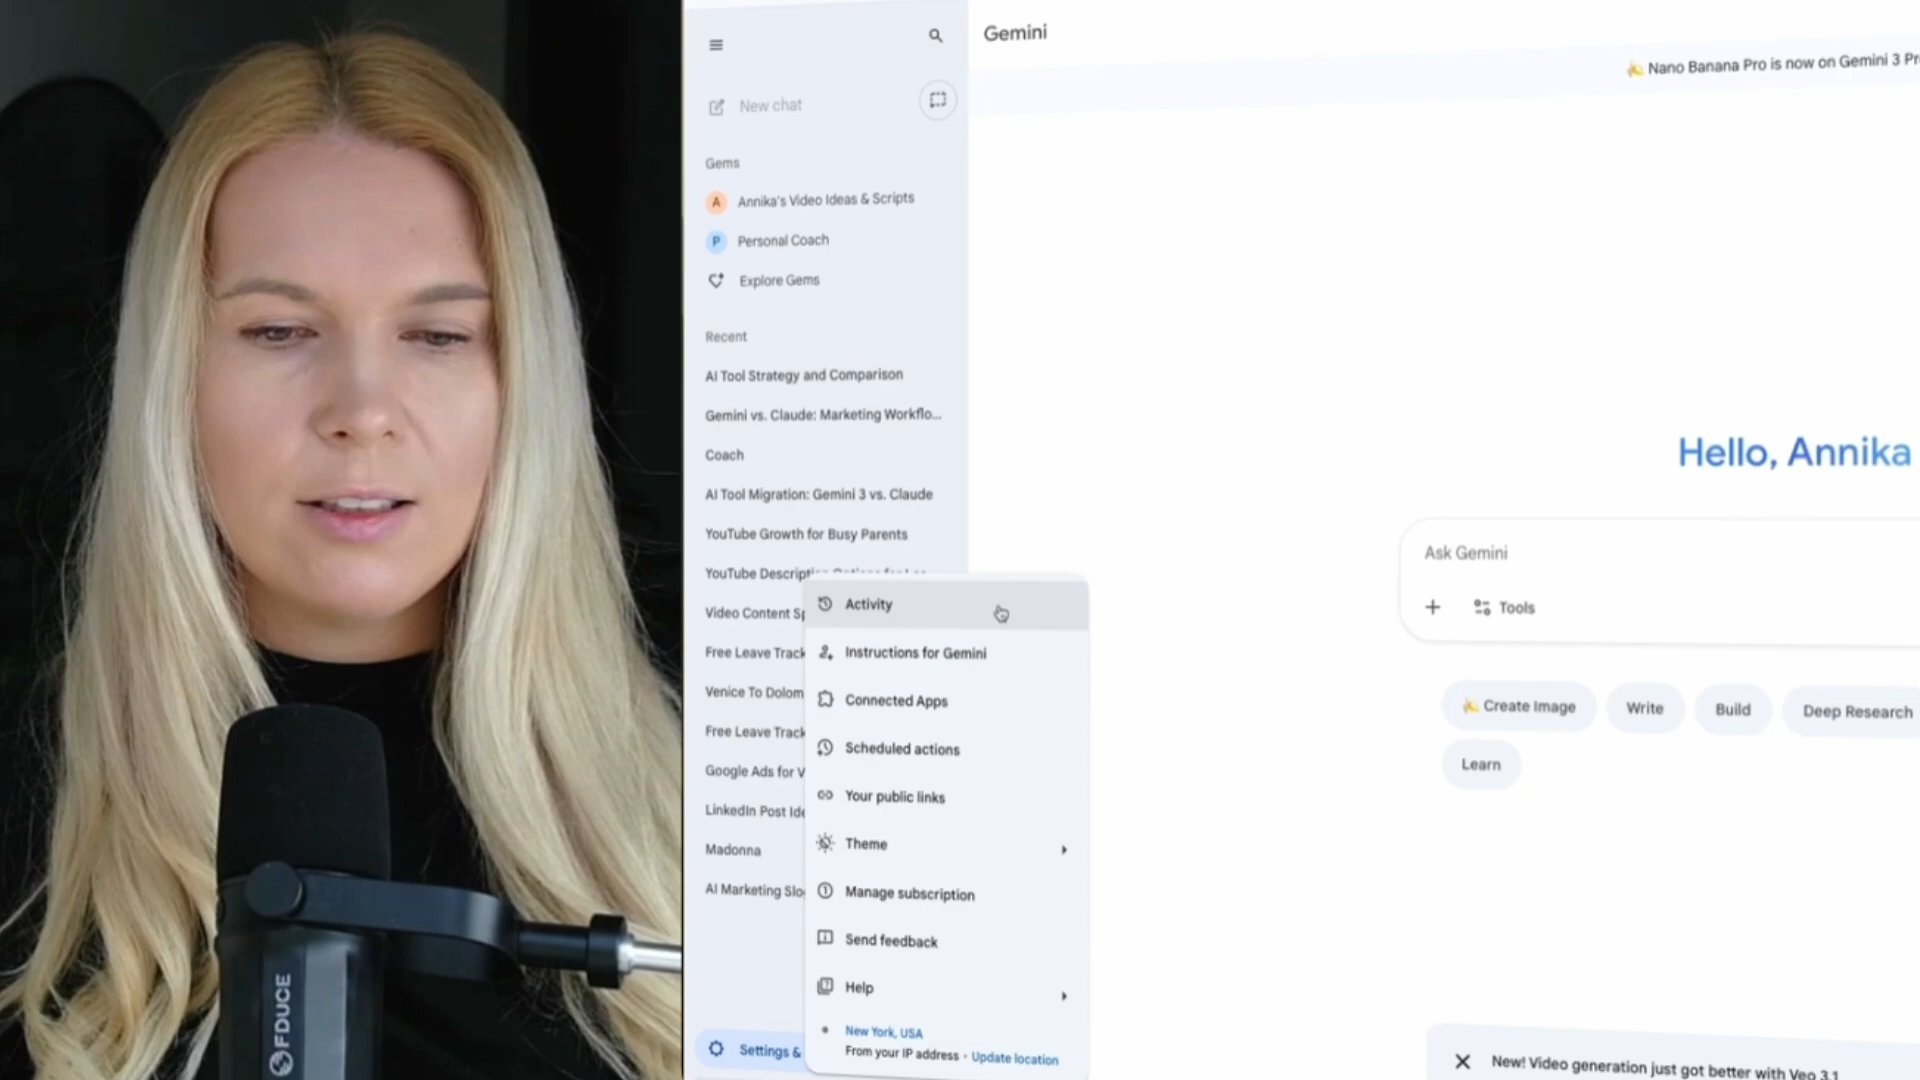 Gemini
Nano Banana Pro is now on Gemini 3 Pr
New chat
Gems
A
Annika's Video Ideas & Scripts
P
Personal Coach
Explore Gems
Recent
AI Tool Strategy and Comparison
Gemini vs. Claude: Marketing Workflo...
Coach
AI Tool Migration: Gemini 3 vs. Claude
YouTube Growth for Busy Parents
YouTube Descript
Video Content Sp
Free Leave Track
Venice To Dolom
Free Leave Track
Google Ads for V
LinkedIn Post Ide
Madonna
AI Marketing Slo
Settings &
Activity
Instructions for Gemini
Connected Apps
Scheduled actions
Your public links
Theme
Manage subscription
Send feedback
Help
New York, USA
From your IP address • Update location
Hello, Annika
Ask Gemini
Tools
Create Image
Write
Build
Deep Research
Learn
New! Video generation just got better with Veo 3.1
FDUCE